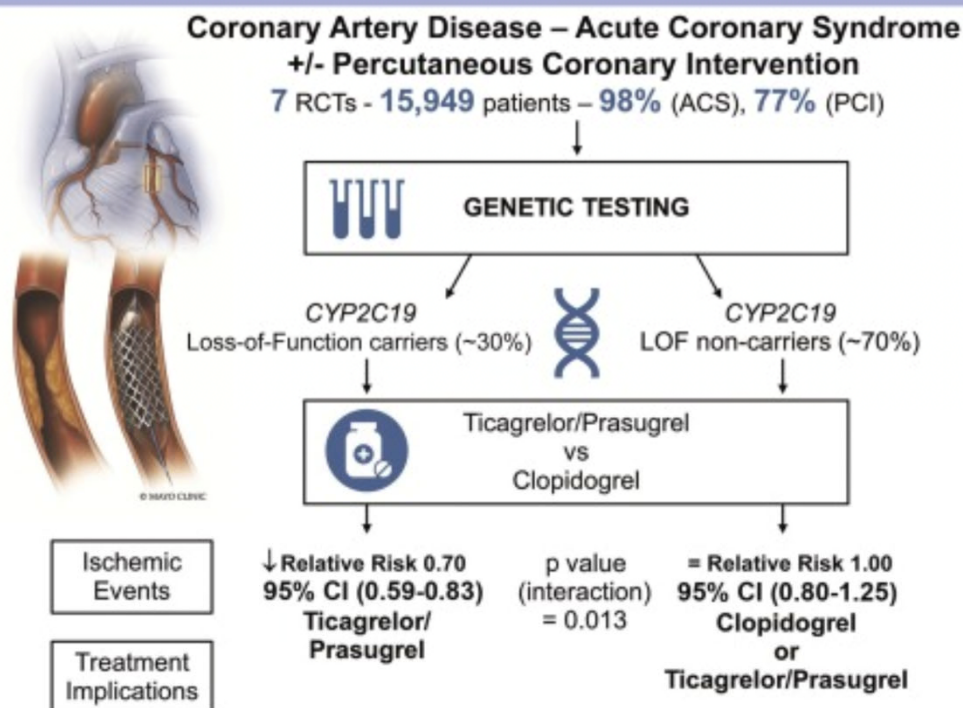 Coronary Artery Disease – Acute Coronary Syndrome
+/- Percutaneous Coronary Intervention
7 RCTs - 15,949 patients – 98% (ACS), 77% (PCI)
GENETIC TESTING
CYP2C19
Loss-of-Function carriers (~30%)
CYP2C19
LOF non-carriers (~70%)
Ticagrelor/Prasugrel
vs
Clopidogrel
© MAYO CLINIC
Ischemic
Events
↓Relative Risk 0.70
95% CI (0.59-0.83)
Ticagrelor/
Prasugrel
p value
(interaction)
= 0.013
= Relative Risk 1.00
95% CI (0.80-1.25)
Clopidogrel
or
Ticagrelor/Prasugrel
Treatment
Implications